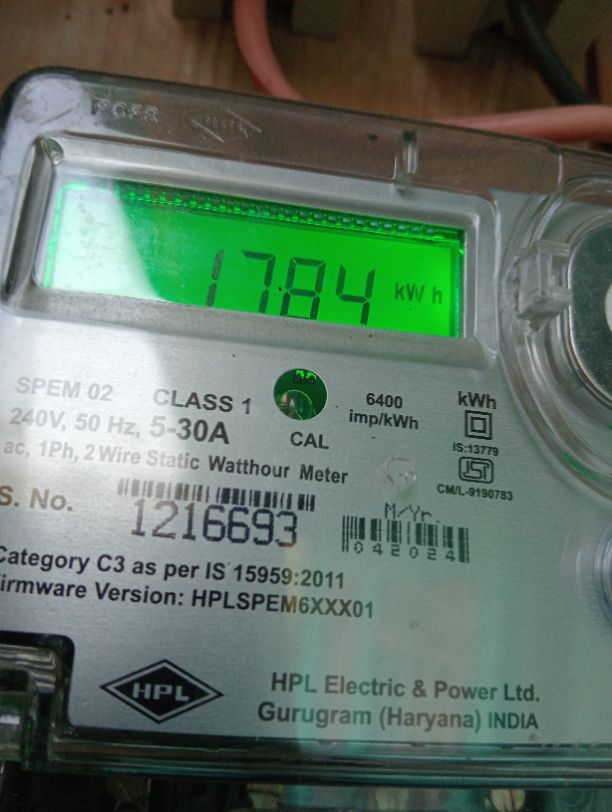 1784 kWh
SPEM 02 CLASS 1
6400
imp/kWh
kWh
240V, 50 Hz, 5-30A
CAL
IS:13779
ac, 1Ph, 2 Wire Static Watthour Meter
CM/L-9190783
S. No. 1216693
M/Yr.
042024
Category C3 as per IS 15959:2011
Firmware Version: HPLSPEM6XXX01
HPL
HPL Electric & Power Ltd.
Gurugram (Haryana) INDIA